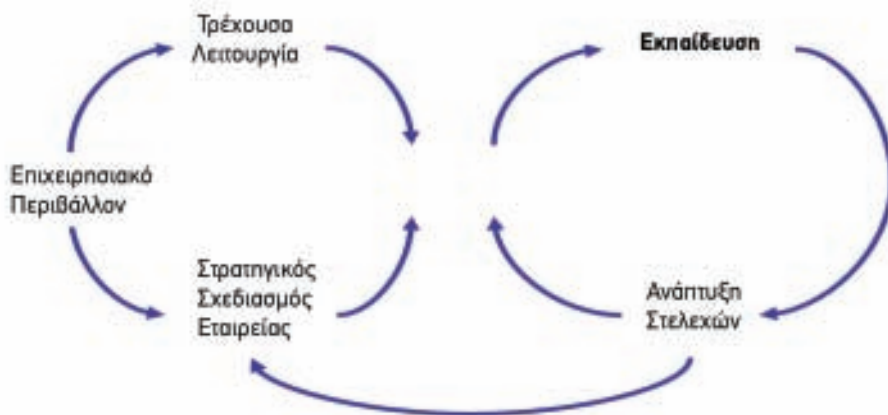 Τρέχουσα
Λειτουργία
Εκπαίδευση
Επιχειρησιακό
Περιβάλλον
Στρατηγικός
Σχεδιασμός
Εταιρείας
Ανάπτυξη
Στελεχών